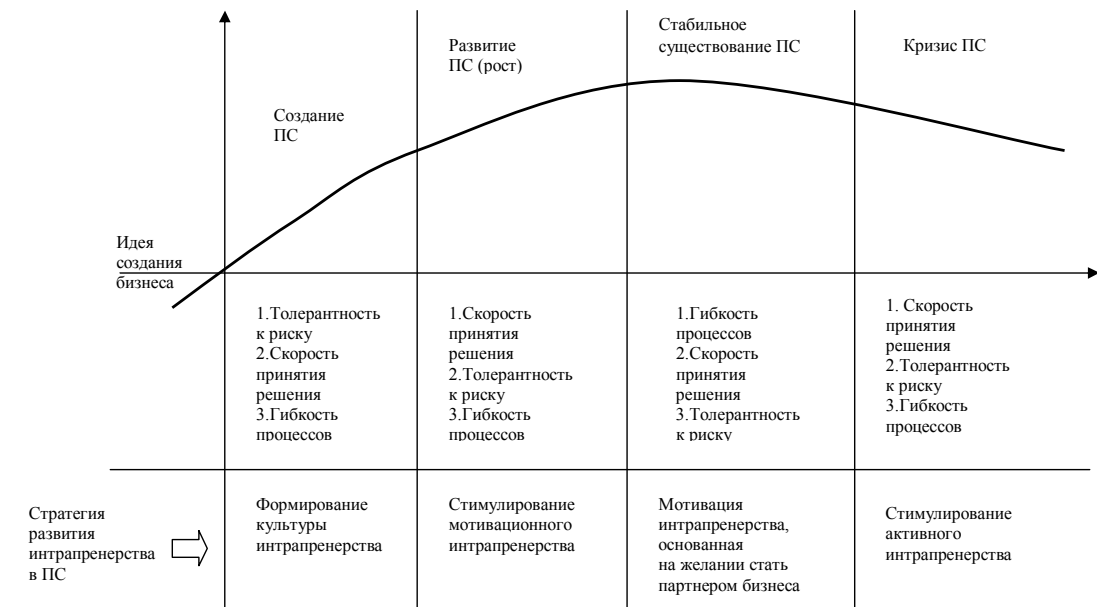 Создание
ПС
Развитие
ПС (рост)
Стабильное
существование ПС
Кризис ПС
Идея
создания
бизнеса
1.Толерантность
к риску
2.Скорость
принятия
решения
3.Гибкость
процессов
1.Скорость
принятия
решения
2.Толерантность
к риску
3.Гибкость
процессов
1.Гибкость
процессов
2.Скорость
принятия
решения
3.Толерантность
к риску
1. Скорость
принятия
решения
2.Толерантность
к риску
3.Гибкость
процессов
Стратегия
развития
интрапренерства
в ПС
Формирование
культуры
интрапренерства
Стимулирование
мотивационного
интрапренерства
Мотивация
интрапренерства,
основанная
на желании стать
партнером бизнеса
Стимулирование
активного
интрапренерства